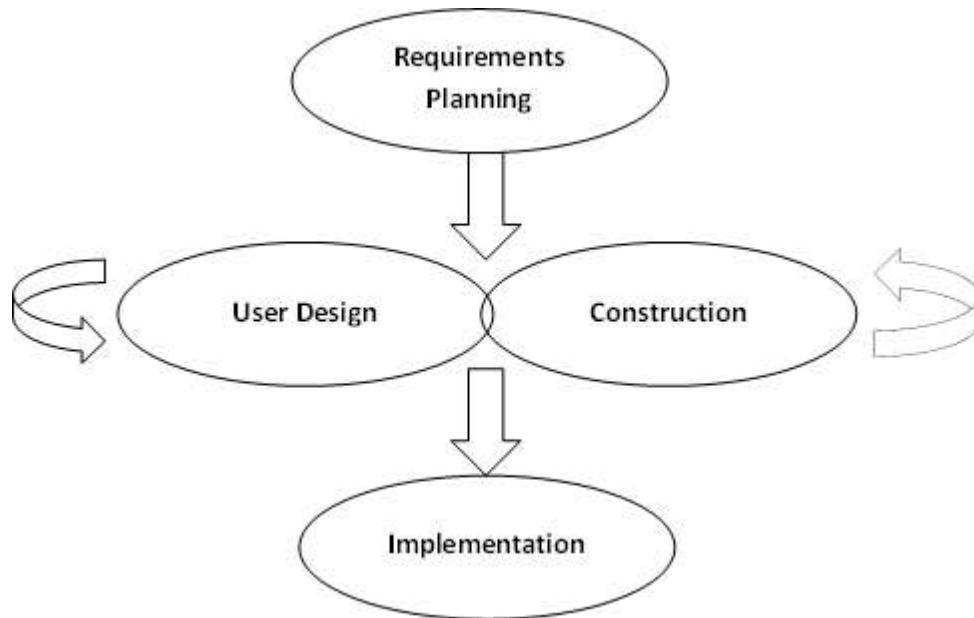 Requirements
Planning
User Design
Construction
Implementation